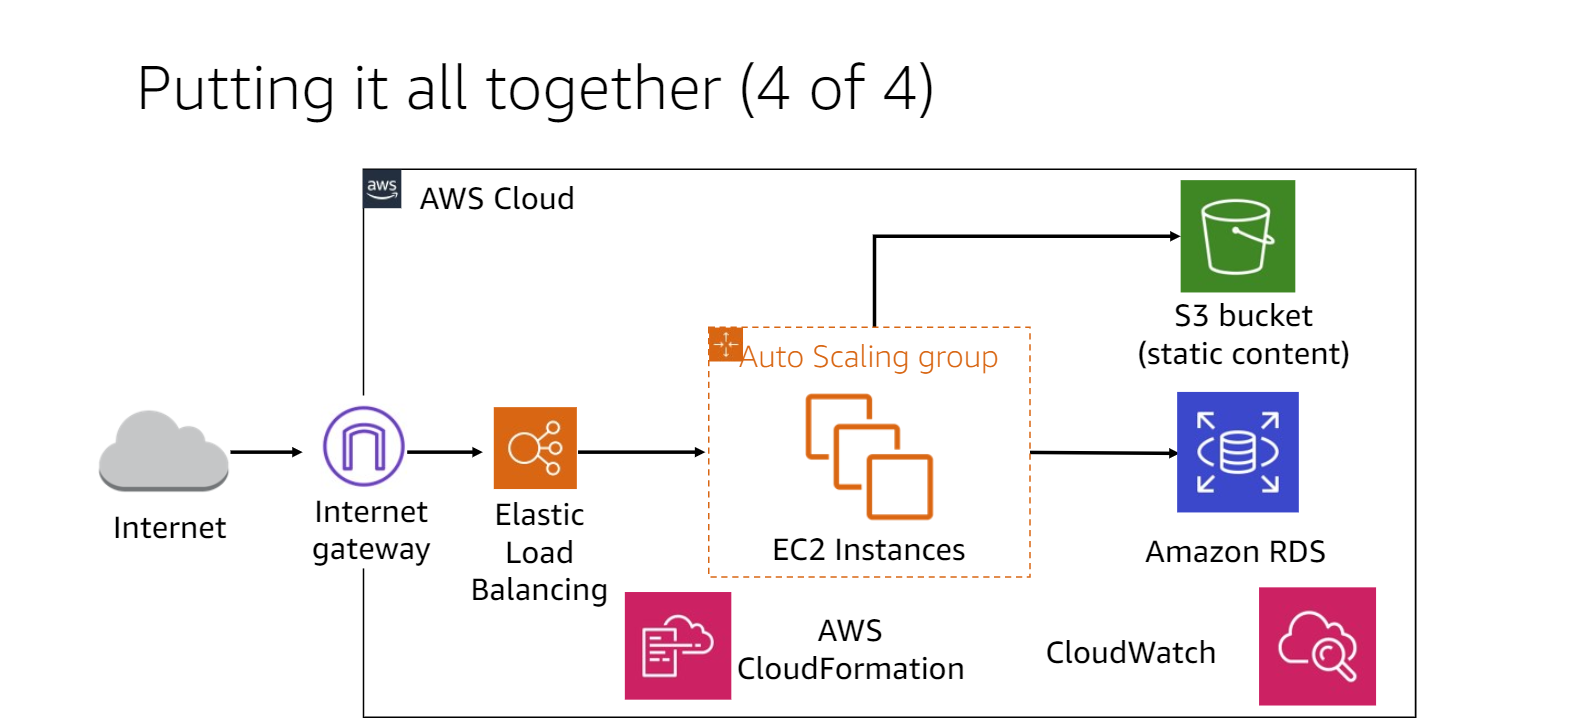 Putting it all together (4 of 4)
aws
AWS Cloud
S3 bucket
(static content)
Auto Scaling group
Internet
Internet
gateway
Elastic
Load
Balancing
EC2 Instances
Amazon RDS
AWS
CloudFormation
CloudWatch